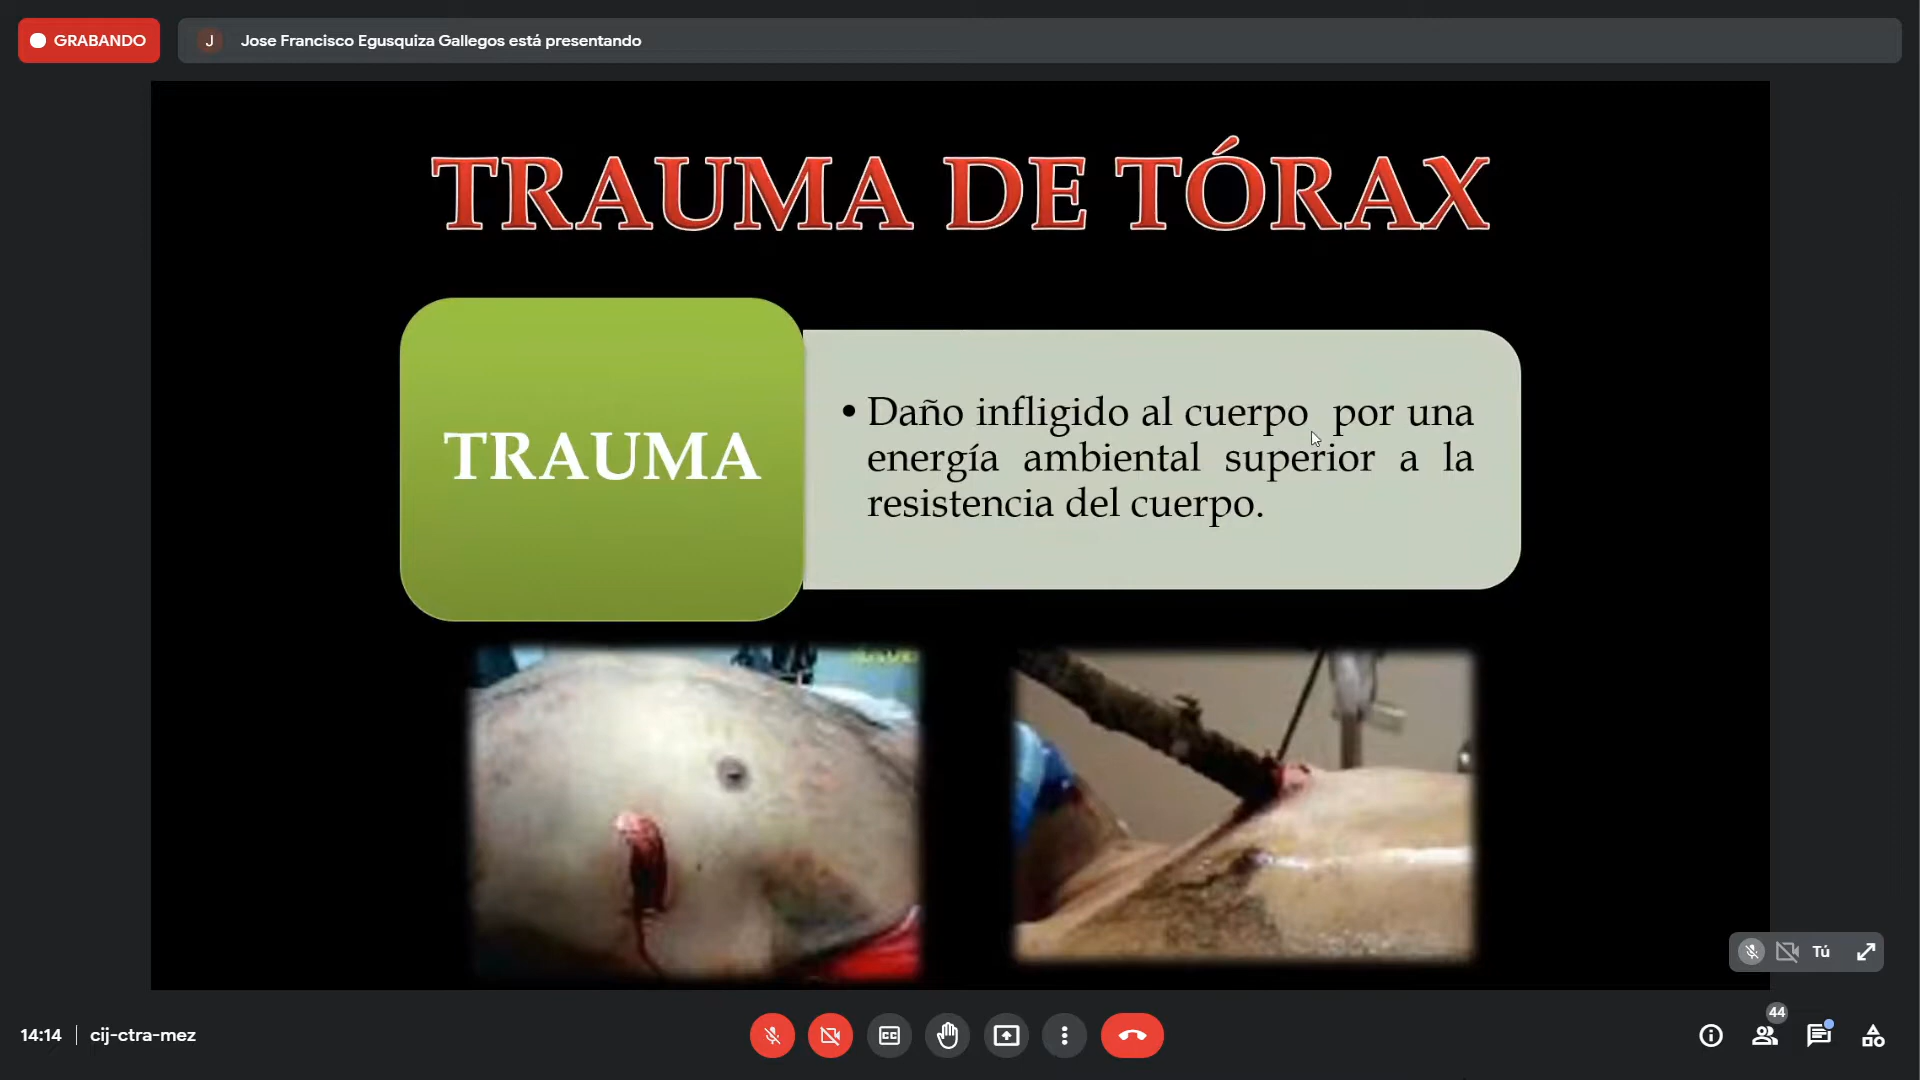 GRABANDO
J
Jose Francisco Egusquiza Gallegos está presentando
TRAUMA DE TÓRAX
TRAUMA
• Daño infligido al cuerpo por una
energía ambiental superior a la
resistencia del cuerpo.
Tú
14:14 | cij-ctra-mez
CC
44